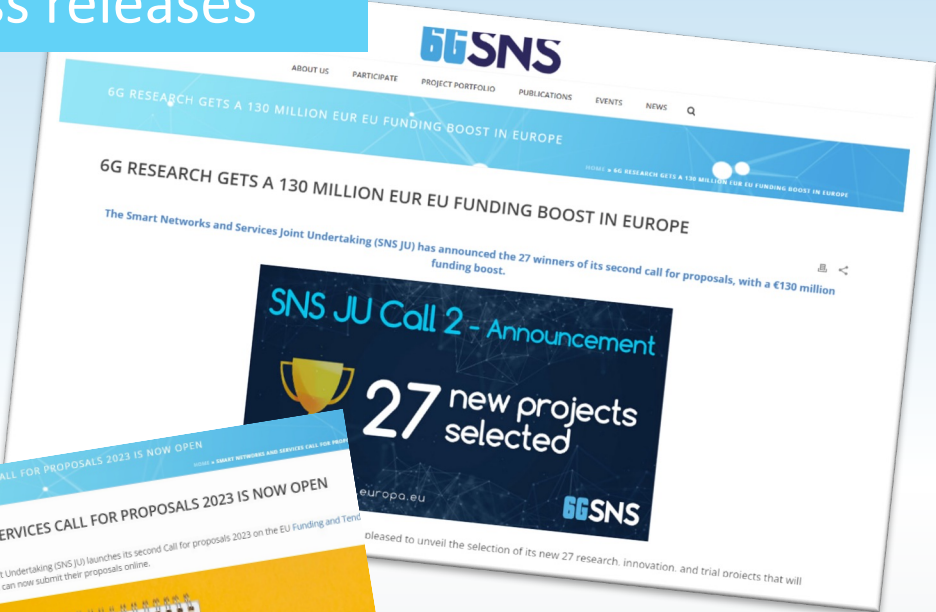 ss releases
6GSNS
ABOUT US PARTICIPATE PROJECT PORTFOLIO PUBLICATIONS EVENTS NEWS
6G RESEARCH GETS A 130 MILLION EUR EU FUNDING BOOST IN EUROPE
HOME » 6G RESEARCH GETS A 130 MILLION EUR EU FUNDING BOOST IN EUROPE
6G RESEARCH GETS A 130 MILLION EUR EU FUNDING BOOST IN EUROPE
The Smart Networks and Services Joint Undertaking (SNS JU) has announced the 27 winners of its second call for proposals, with a €130 million
funding boost.
SNS JU Call 2 - Announcement
27 new projects
selected
europa.eu
6GSNS
pleased to unveil the selection of its new 27 research, innovation, and trial projects that will
ALL FOR PROPOSALS 2023 IS NOW OPEN
HOME » SMART NETWORKS AND SERVICES CALL FOR PROPO
ERVICES CALL FOR PROPOSALS 2023 IS NOW OPEN
t Undertaking (SNS JU) launches its second Call for proposals 2023 on the EU Funding and Tend
can now submit their proposals online.